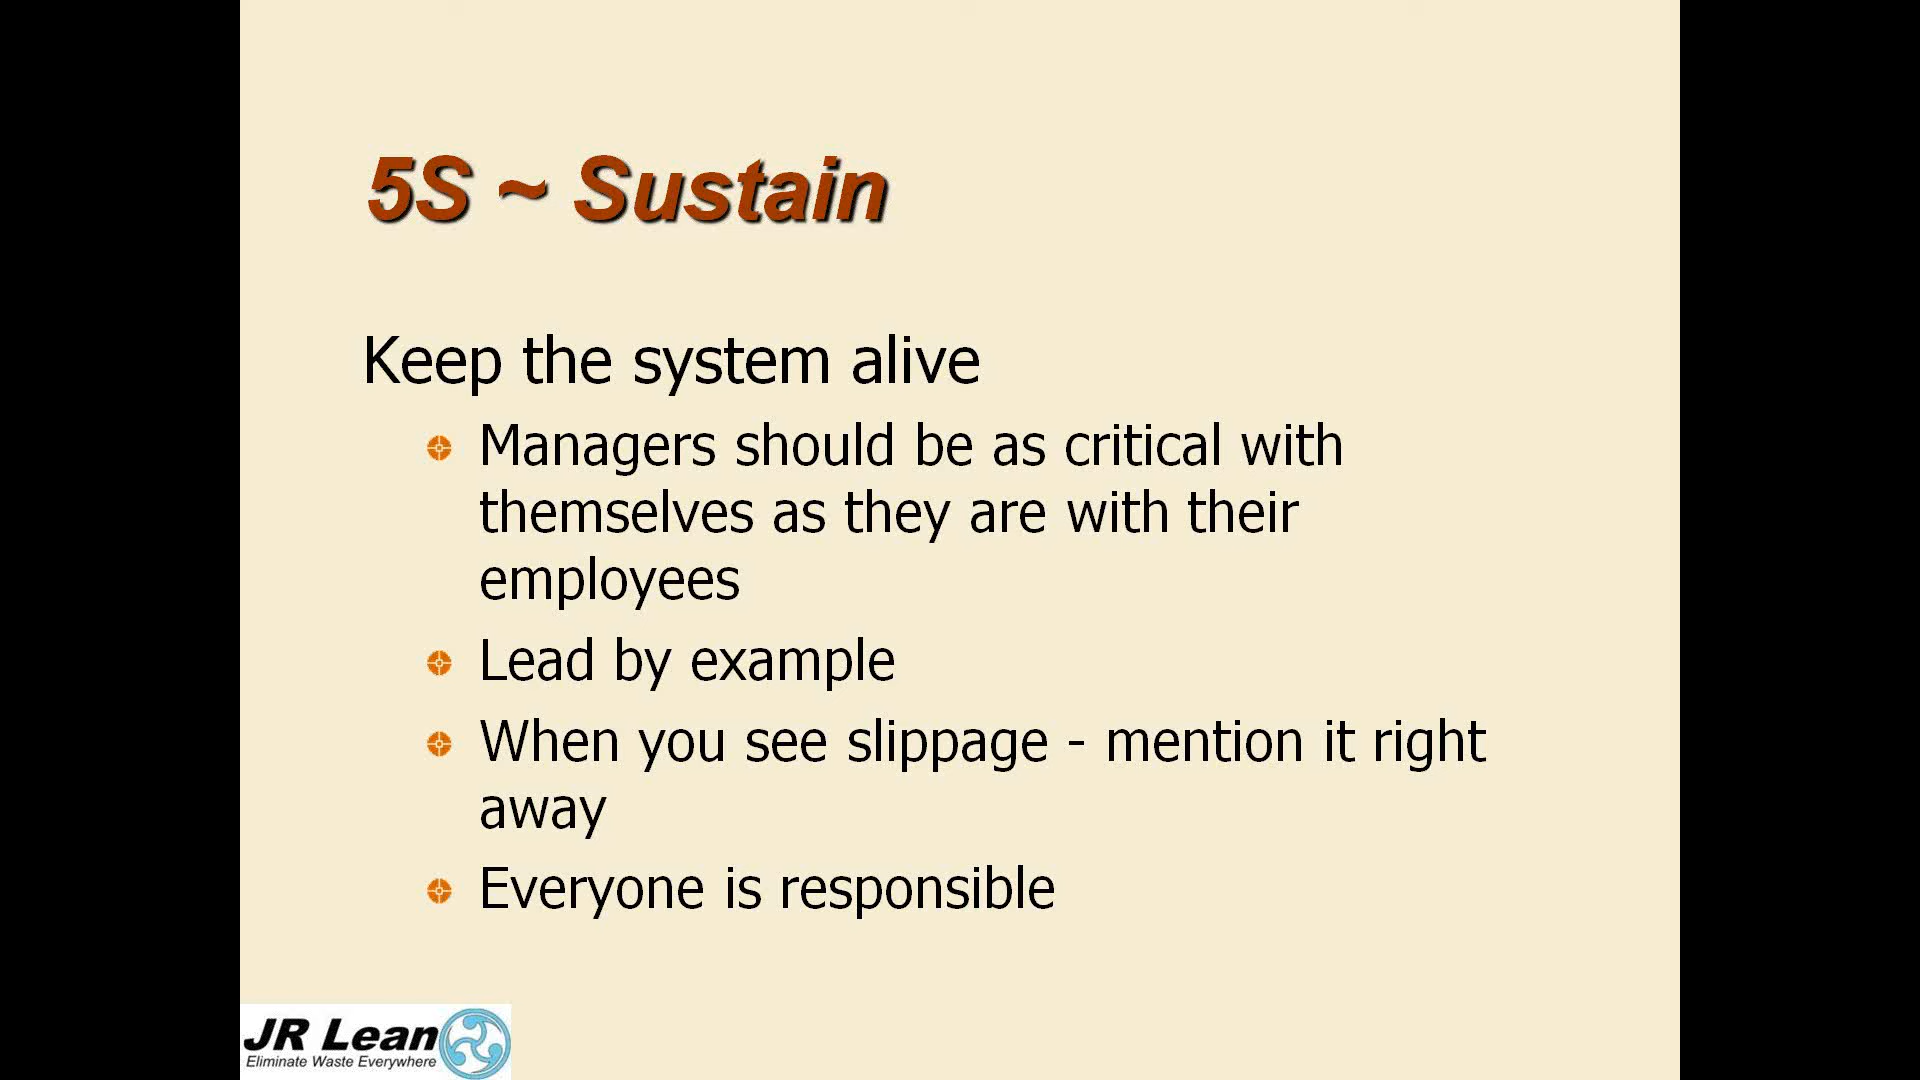 5S ~ Sustain
Keep the system alive
Managers should be as critical with
themselves as they are with their
employees
Lead by example
When you see slippage - mention it right
away
Everyone is responsible
JR Lean
Eliminate Waste Everywhere